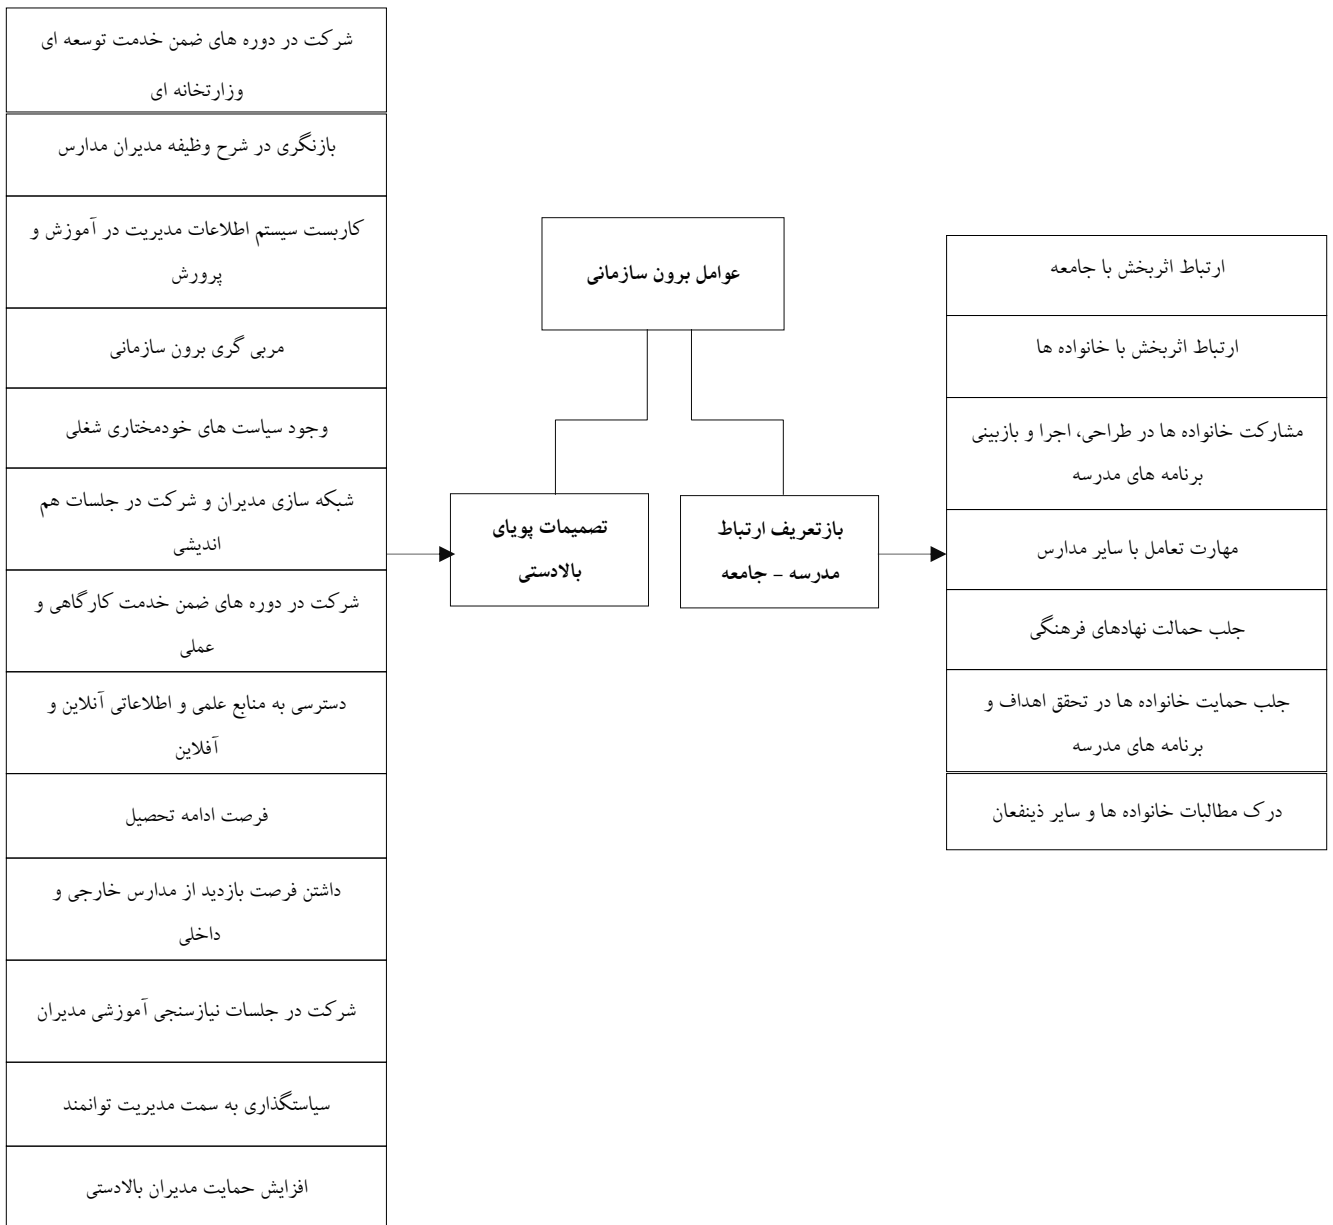 شرکت در دوره های ضمن خدمت توسعه ای
وزارتخانه ای
بازنگری در شرح وظیفه مدیران مدارس
کاربست سیستم اطلاعات مدیریت در آموزش و
پرورش
مربی گری برون سازمانی
وجود سیاست های خودمختاری شغلی
شبکه سازی مدیران و شرکت در جلسات هم
اندیشی
شرکت در دوره های ضمن خدمت کارگاهی و
عملی
دسترسی به منابع علمی و اطلاعاتی آنلاین و
آفلاین
فرصت ادامه تحصیل
داشتن فرصت بازدید از مدارس خارجی و
داخلی
شرکت در جلسات نیازسنجی آموزشی مدیران
سیاستگذاری به سمت مدیریت توانمند
افزایش حمایت مدیران بالادستی
عوامل برون سازمانی
تصمیمات پویای
بالادستی
بازتعریف ارتباط
مدرسه - جامعه
ارتباط اثربخش با جامعه
ارتباط اثربخش با خانواده ها
مشارکت خانواده ها در طراحی، اجرا و بازبینی
برنامه های مدرسه
مهارت تعامل با سایر مدارس
جلب حمالت نهادهای فرهنگی
جلب حمایت خانواده ها در تحقق اهداف و
برنامه های مدرسه
درک مطالبات خانواده ها و سایر ذینفعان